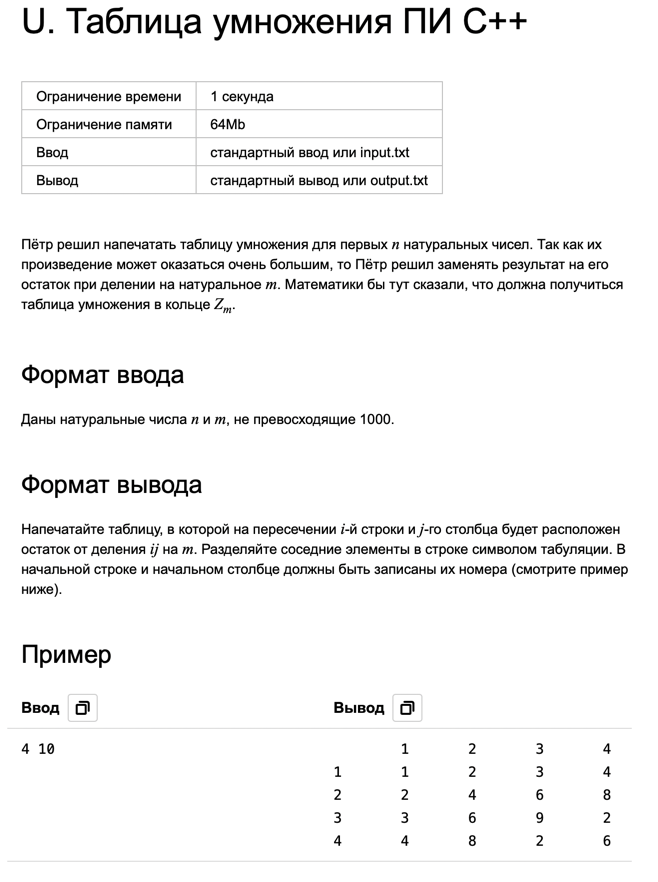 U. Таблица умножения ПИ C++
Ограничение времени 1 секунда
Ограничение памяти 64Mb
Ввод стандартный ввод или input.txt
Вывод стандартный вывод или output.txt
Пётр решил напечатать таблицу умножения для первых n натуральных чисел. Так как их
произведение может оказаться очень большим, то Пётр решил заменять результат на его
остаток при делении на натуральное m. Математики бы тут сказали, что должна получиться
таблица умножения в кольце Zₘ.
Формат ввода
Даны натуральные числа n и m, не превосходящие 1000.
Формат вывода
Напечатайте таблицу, в которой на пересечении i-й строки и j-го столбца будет расположен
остаток от деления ij на m. Разделяйте соседние элементы в строке символом табуляции. В
начальной строке и начальном столбце должны быть записаны их номера (смотрите пример
ниже).
Пример
Ввод Вывод
4 10 1 2 3 4
1 1 2 3 4
2 2 4 6 8
3 3 6 9 2
4 4 8 2 6